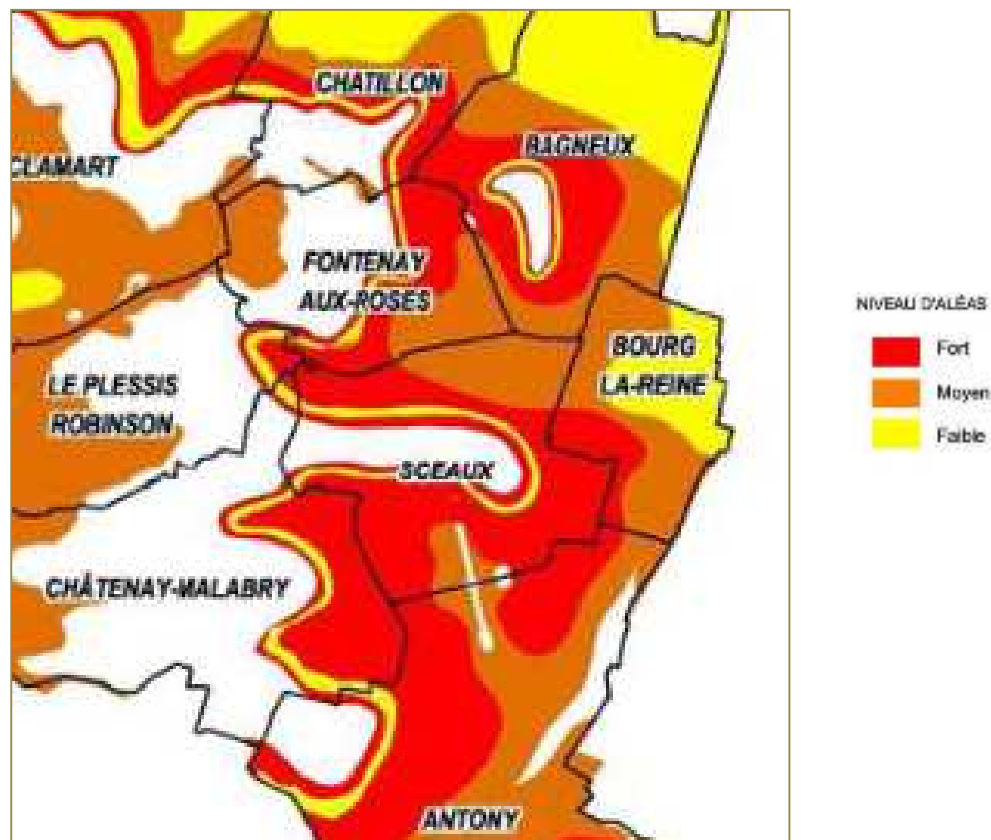 CHATILLON
BAGNEUX
CLAMART
FONTENAY
AUX-ROSES
BOURG
LA-REINE
LE PLESSIS
ROBINSON
SCEAUX
CHÂTENAY-MALABRY
ANTONY
NIVEAU D'ALÉAS
Fort
Moyen
Faible